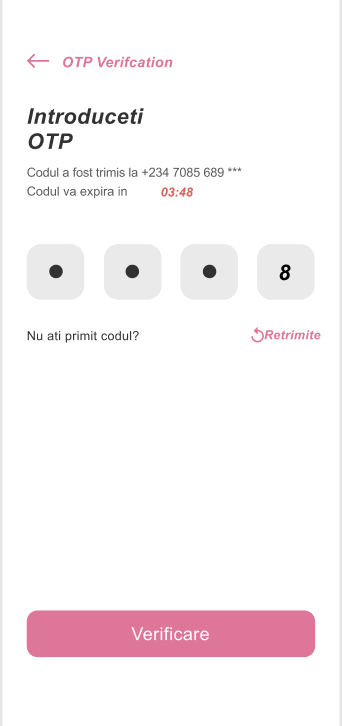 OTP Verifcation
Introduceti
OTP
Codul a fost trimis la +234 7085 689 ***
Codul va expira in 03:48
8
Nu ati primit codul? Retrimite
Verificare